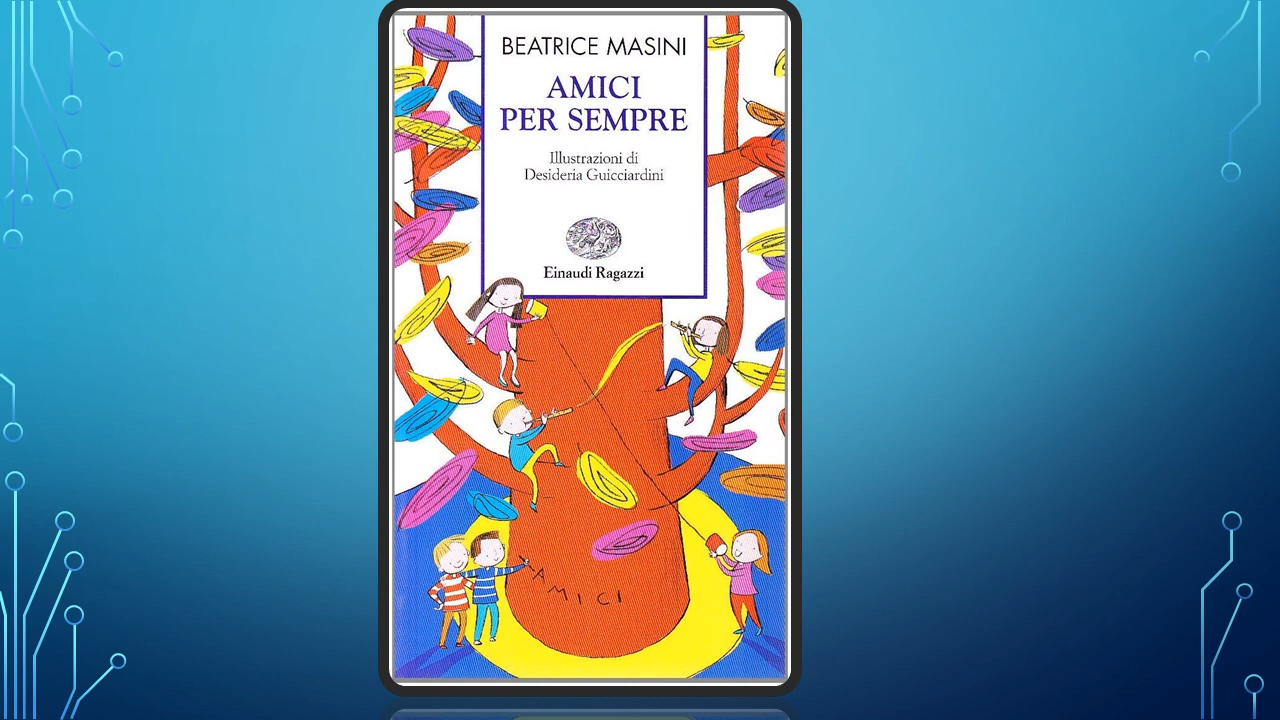 BEATRICE MASINI
AMICI
PER SEMPRE
Illustrazioni di
Desideria Guicciardini
Einaudi Ragazzi
AMICI